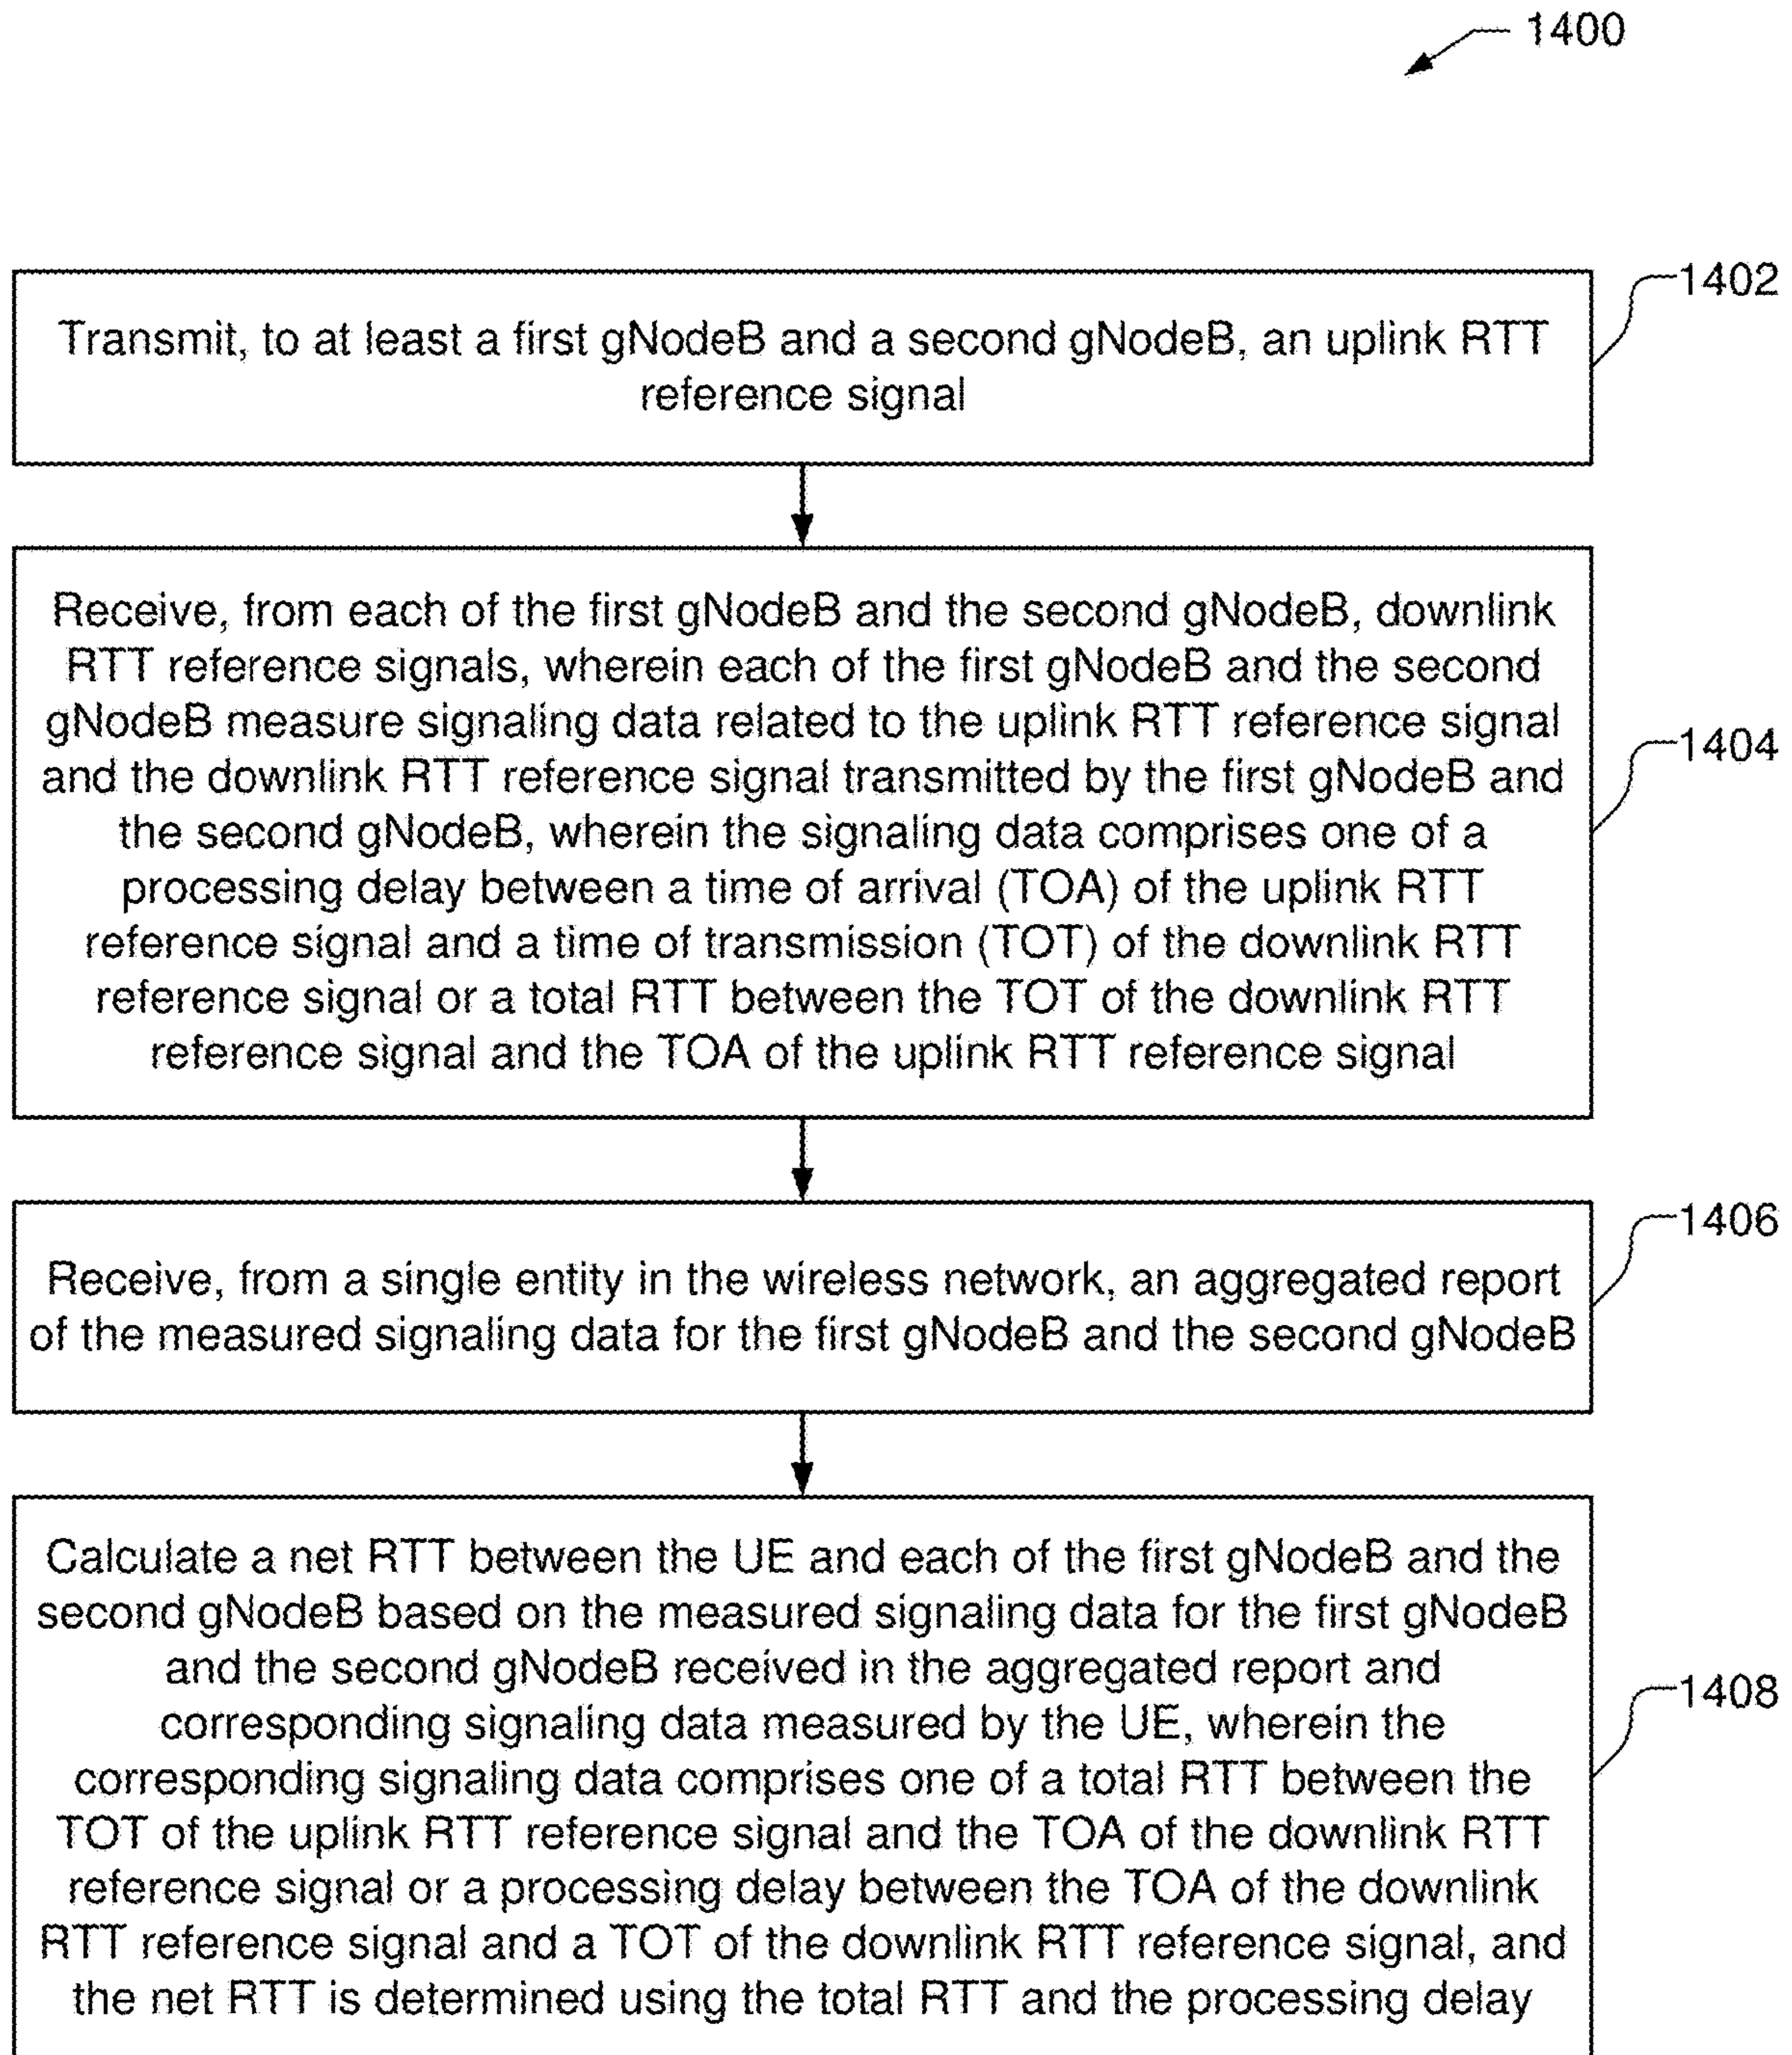 1400
1402
Transmit, to at least a first gNodeB and a second gNodeB, an uplink RTT
reference signal
Receive, from each of the first gNodeB and the second gNodeB, downlink
RTT reference signals, wherein each of the first gNodeB and the second
gNodeB measure signaling data related to the uplink RTT reference signal
and the downlink RTT reference signal transmitted by the first gNodeB and
the second gNodeB, wherein the signaling data comprises one of a
processing delay between a time of arrival (TOA) of the uplink RTT
reference signal and a time of transmission (TOT) of the downlink RTT
reference signal or a total RTT between the TOT of the downlink RTT
reference signal and the TOA of the uplink RTT reference signal
1404
Receive, from a single entity in the wireless network, an aggregated report
of the measured signaling data for the first gNodeB and the second gNodeB
1406
Calculate a net RTT between the UE and each of the first gNodeB and the
second gNodeB based on the measured signaling data for the first gNodeB
and the second gNodeB received in the aggregated report and
corresponding signaling data measured by the UE, wherein the
corresponding signaling data comprises one of a total RTT between the
TOT of the uplink RTT reference signal and the TOA of the downlink RTT
reference signal or a processing delay between the TOA of the downlink
RTT reference signal and a TOT of the downlink RTT reference signal, and
the net RTT is determined using the total RTT and the processing delay
1408